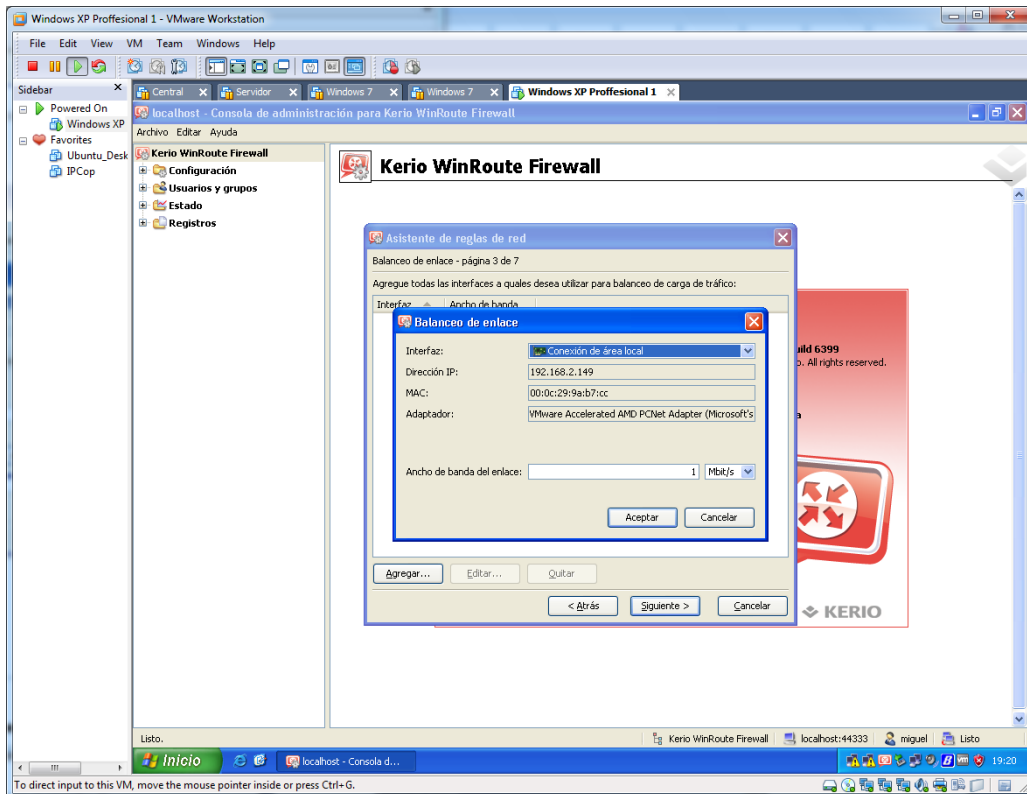 Windows XP Proffesional 1 - VMware Workstation
File Edit View VM Team Windows Help
Sidebar x
Powered On
Windows XP
Favorites
Ubuntu_Desk
IPCop
Central x Servidor x Windows 7 x Windows 7 x Windows XP Proffesional 1 x
localhost - Consola de administración para Kerio WinRoute Firewall
Archivo Editar Ayuda
Kerio WinRoute Firewall
Configuración
Usuarios y grupos
Estado
Registros
Kerio WinRoute Firewall
Asistente de reglas de red
Balanceo de enlace - página 3 de 7
Agregue todas las interfaces a quales desea utilizar para balanceo de carga de tráfico:
Interfaz Ancho de banda
Balanceo de enlace
Interfaz: Conexión de área local
Dirección IP: 192.168.2.149
MAC: 00:0c:29:9a:b7:cc
Adaptador: VMware Accelerated AMD PCNet Adapter (Microsoft's
Ancho de banda del enlace: 1 Mbit/s
Aceptar Cancelar
uild 6399
o. All rights reserved.
a
Agregar... Editar... Quitar
< Atrás Siguiente > Cancelar
KERIO
Listo. Kerio WinRoute Firewall localhost:44333 miguel Listo
Inicio localhost - Consola d... 19:20
To direct input to this VM, move the mouse pointer inside or press Ctrl+G.